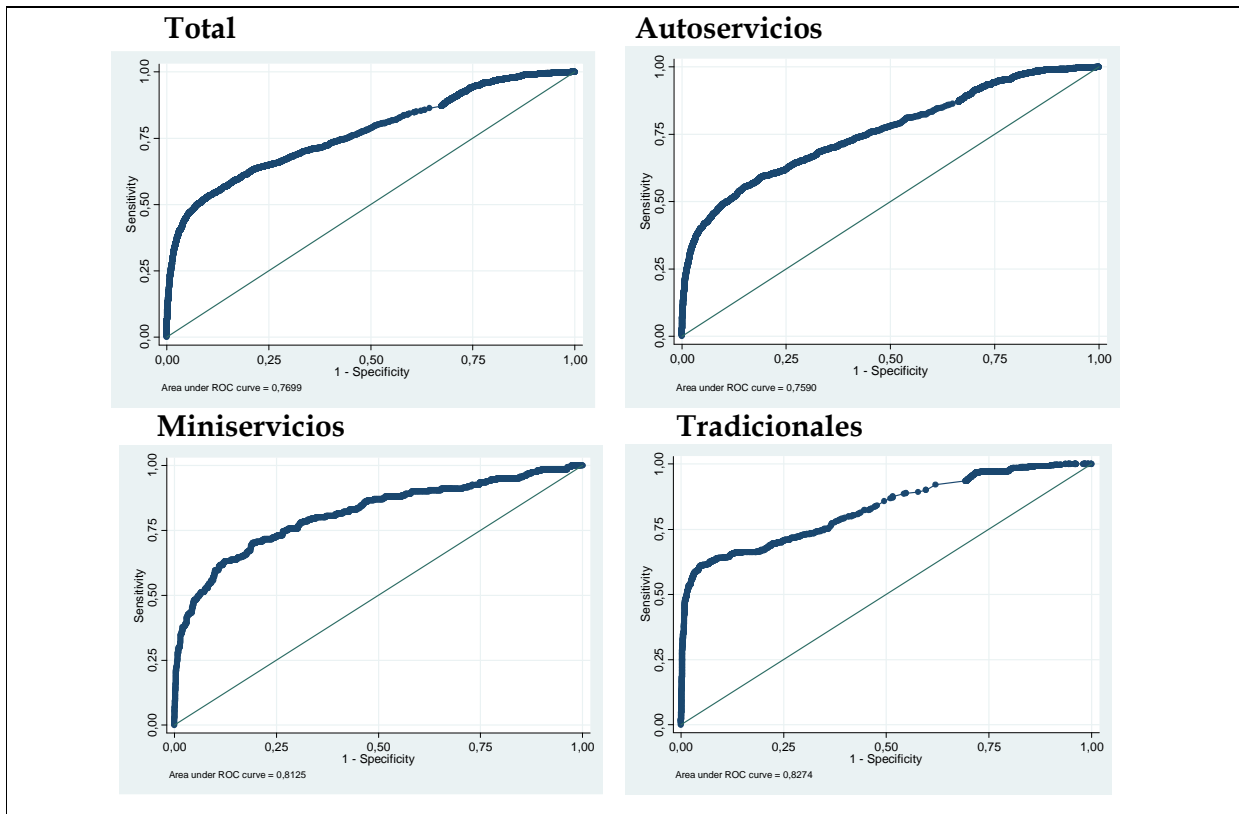 Total
1,00
0,75
0,50
0,25
0,00
Sensitivity
0,00 0,25 0,50 0,75 1,00
1 - Specificity
Area under ROC curve = 0,7699
Autoservicios
1,00
0,75
0,50
0,25
0,00
Sensitivity
0,00 0,25 0,50 0,75 1,00
1 - Specificity
Area under ROC curve = 0,7590
Miniservicios
1,00
0,75
0,50
0,25
0,00
Sensitivity
0,00 0,25 0,50 0,75 1,00
1 - Specificity
Area under ROC curve = 0,8125
Tradicionales
1,00
0,75
0,50
0,25
0,00
Sensitivity
0,00 0,25 0,50 0,75 1,00
1 - Specificity
Area under ROC curve = 0,8274